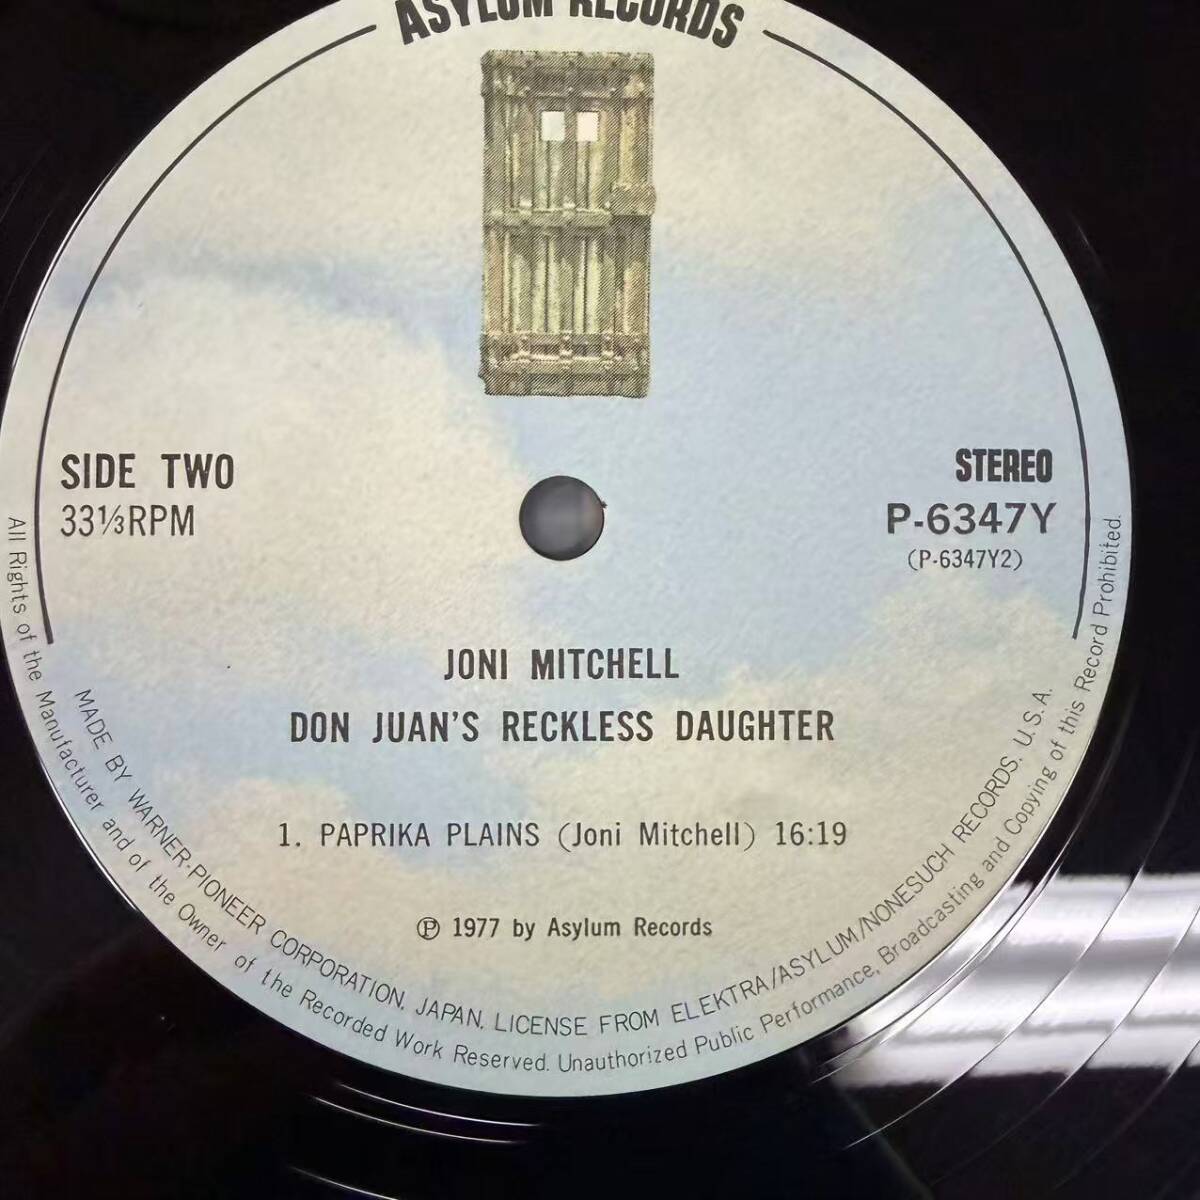 ASYLUM RECORDS
SIDE TWO
33⅓RPM
STEREO
P-6347Y
(P-6347Y2)
JONI MITCHELL
DON JUAN'S RECKLESS DAUGHTER
1. PAPRIKA PLAINS (Joni Mitchell) 16:19
Ⓟ 1977 by Asylum Records
MADE BY WARNER-PIONEER CORPORATION, JAPAN. LICENSE FROM ELEKTRA/ASYLUM/NONESUCH RECORDS. U.S.A.
All Rights of the Manufacturer and of the Owner of the Recorded Work Reserved. Unauthorized Public Performance, Broadcasting and Copying of this Record Prohibited.